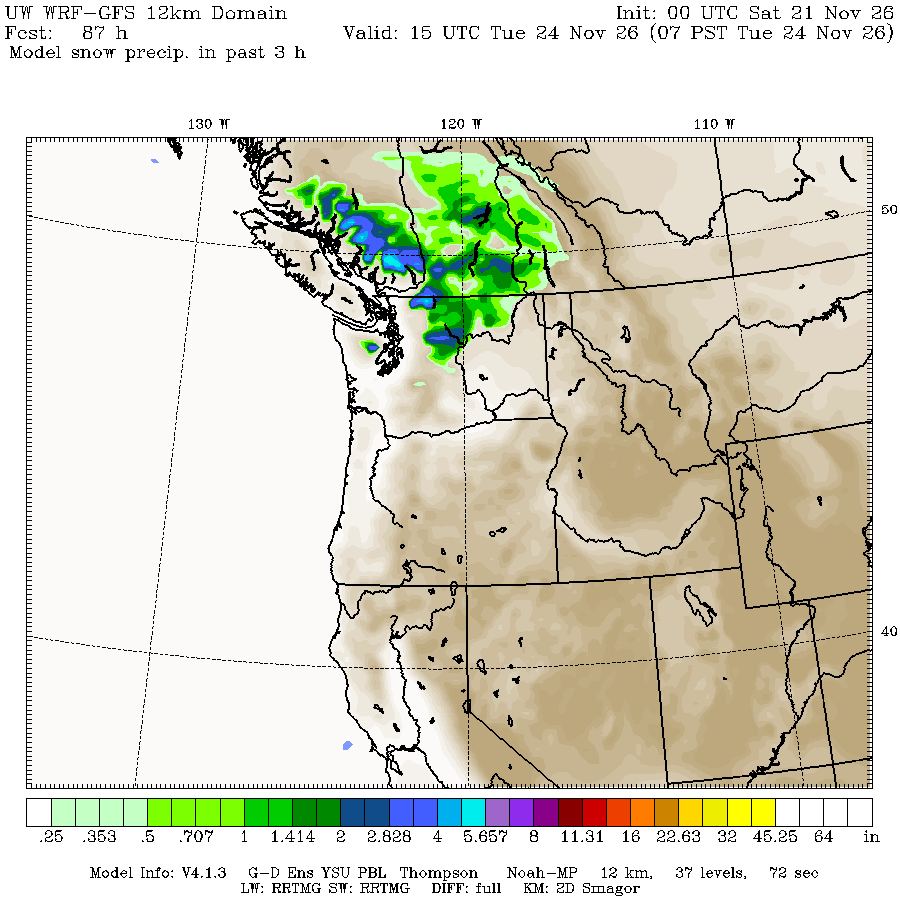 UW WRF-GFS 12km Domain Init: 00 UTC Sat 21 Nov 26
Fcst: 87 h Valid: 15 UTC Tue 24 Nov 26 (07 PST Tue 24 Nov 26)
Model snow precip. in past 3 h
130 W 120 W 110 W
50
40
.25 .353 .5 .707 1 1.414 2 2.828 4 5.657 8 11.31 16 22.63 32 45.25 64 in
Model Info: V4.1.3 G-D Ens YSU PBL Thompson Noah-MP 12 km, 37 levels, 72 sec
LW: RRTMG SW: RRTMG DIFF: full KM: 2D Smagor